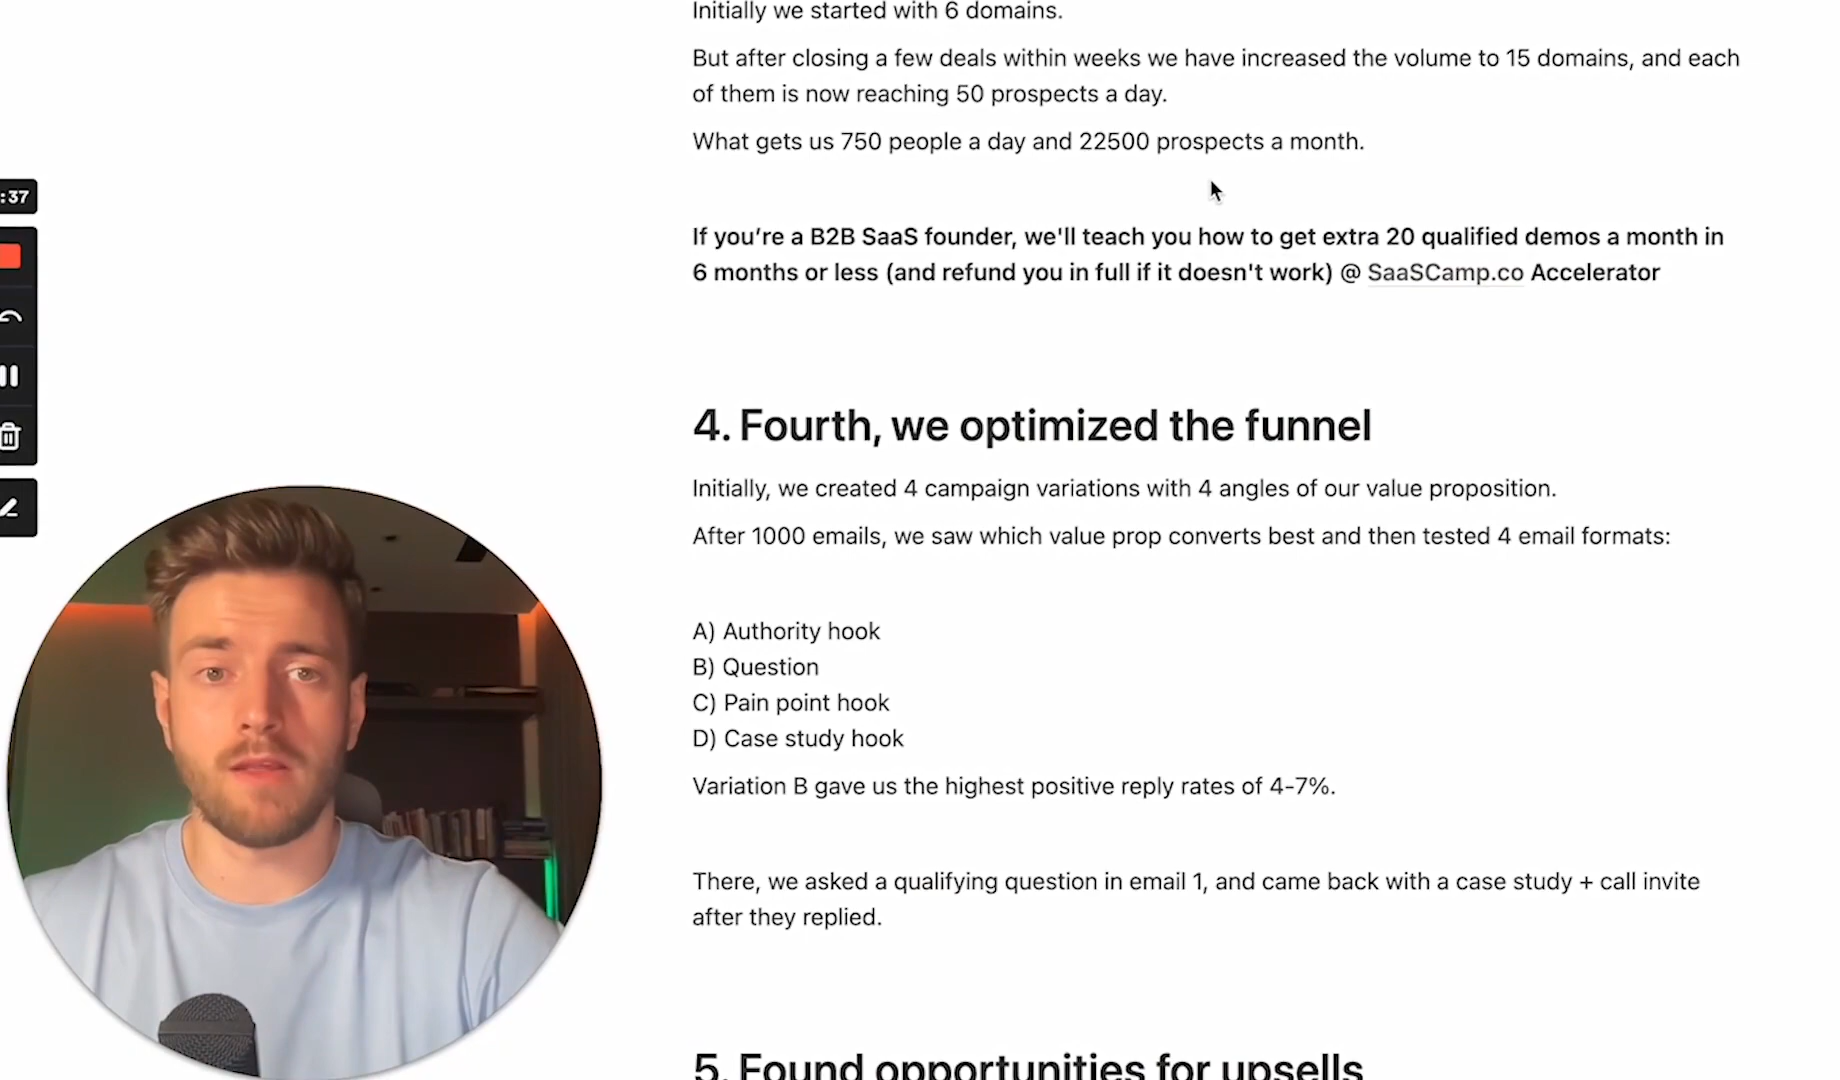 Initially we started with 6 domains.
But after closing a few deals within weeks we have increased the volume to 15 domains, and each
of them is now reaching 50 prospects a day.
What gets us 750 people a day and 22500 prospects a month.
:37
If you’re a B2B SaaS founder, we'll teach you how to get extra 20 qualified demos a month in
6 months or less (and refund you in full if it doesn't work) @ SaaSCamp.co Accelerator
4. Fourth, we optimized the funnel
Initially, we created 4 campaign variations with 4 angles of our value proposition.
After 1000 emails, we saw which value prop converts best and then tested 4 email formats:
A) Authority hook
B) Question
C) Pain point hook
D) Case study hook
Variation B gave us the highest positive reply rates of 4-7%.
There, we asked a qualifying question in email 1, and came back with a case study + call invite
after they replied.
5. Found opportunities for upsells